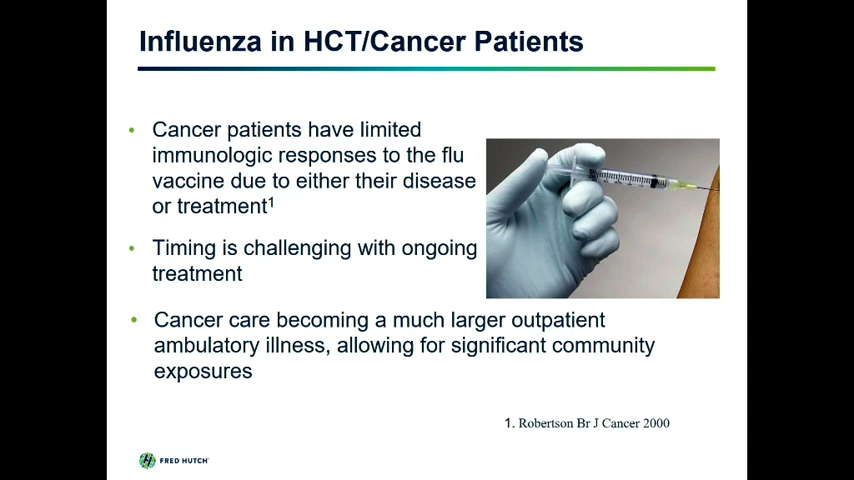 Influenza in HCT/Cancer Patients
• Cancer patients have limited
immunologic responses to the flu
vaccine due to either their disease
or treatment¹
• Timing is challenging with ongoing
treatment
• Cancer care becoming a much larger outpatient
ambulatory illness, allowing for significant community
exposures
1. Robertson Br J Cancer 2000
FRED HUTCH